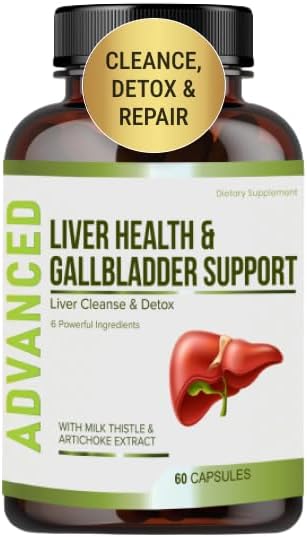 CLEANCE,
DETOX &
REPAIR
Dietary Supplement
ADVANCED
LIVER HEALTH &
GALLBLADDER SUPPORT
Liver Cleanse & Detox
6 Powerful Ingredients
WITH MILK THISTLE &
ARTICHOKE EXTRACT
60 CAPSULES